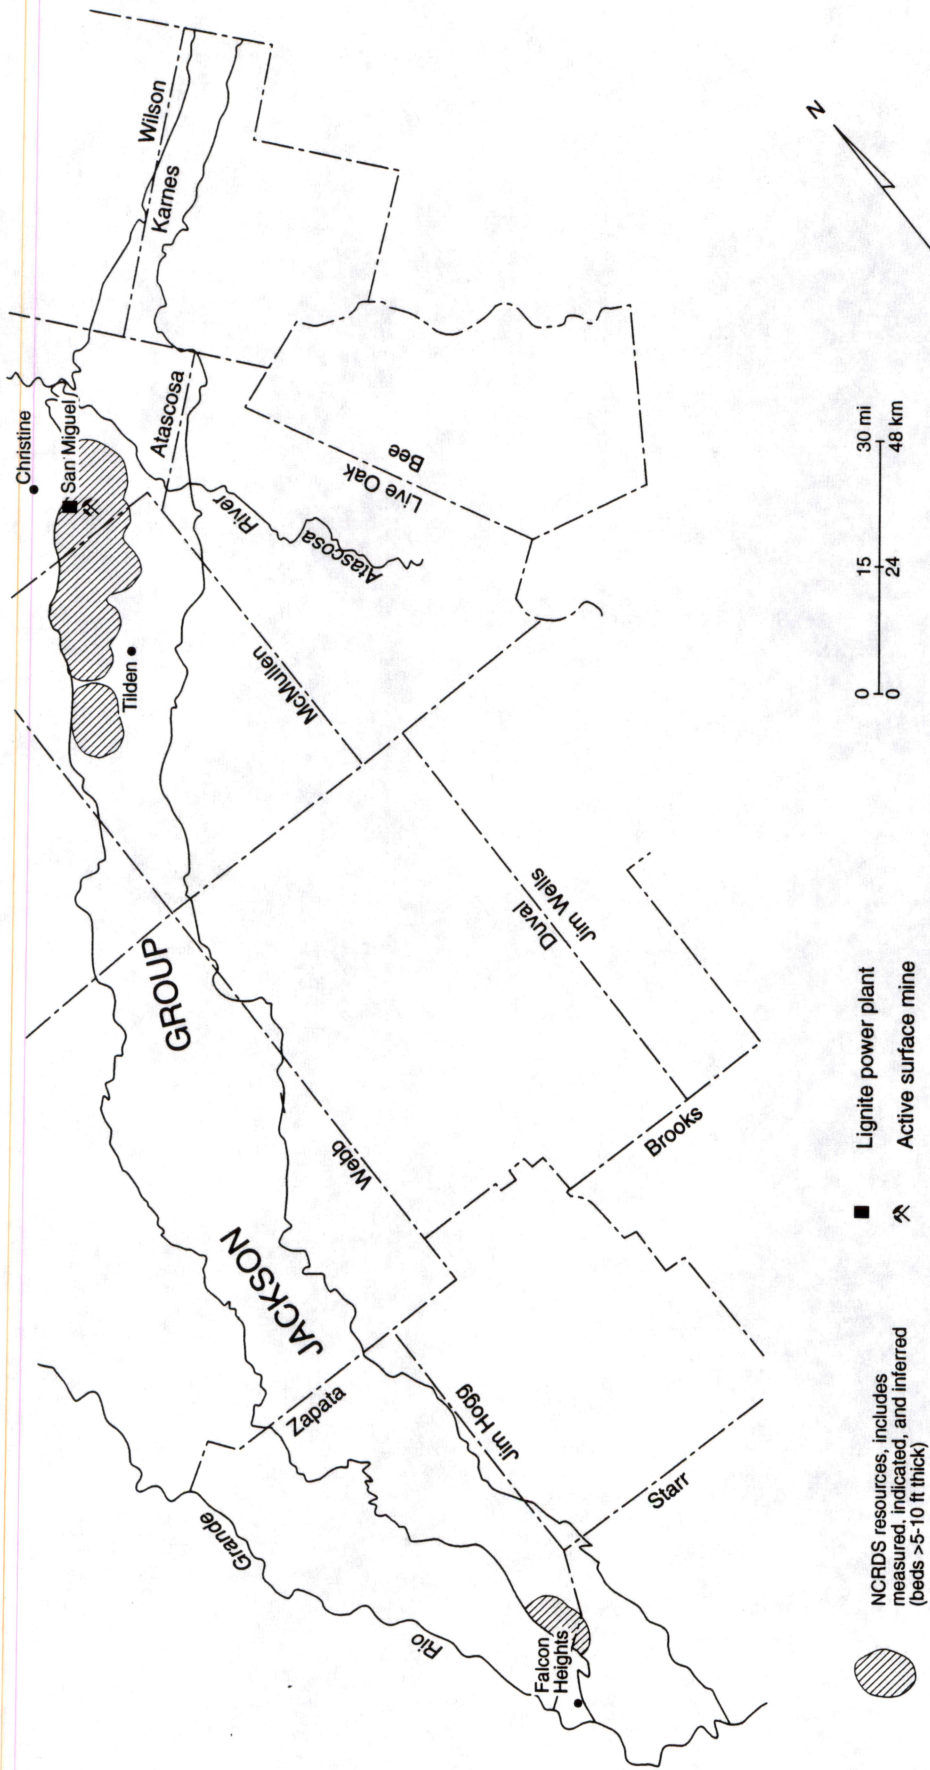 Wilson
Karnes
N
Christine
San Miguel
Atascosa
Bee
Live Oak
River
Atascosa
Tilden
McMullen
30 mi
48 km
15
24
0
0
Duval
Jim Wells
GROUP
JACKSON
Webb
Brooks
Zapata
Jim Hogg
Starr
Grande
Rio
Falcon
Heights
Lignite power plant
Active surface mine
NCRDS resources, includes
measured, indicated, and inferred
(beds >5-10 ft thick)